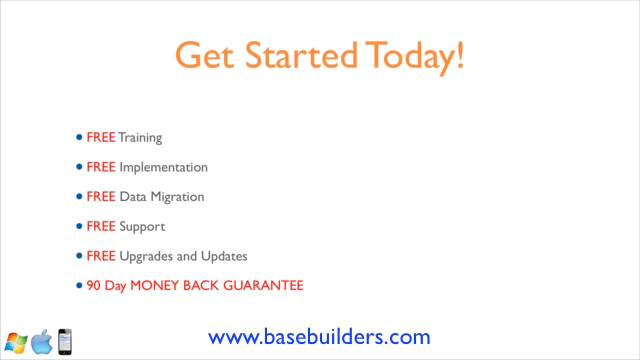 Get Started Today!
• FREE Training
• FREE Implementation
• FREE Data Migration
• FREE Support
• FREE Upgrades and Updates
• 90 Day MONEY BACK GUARANTEE
www.basebuilders.com